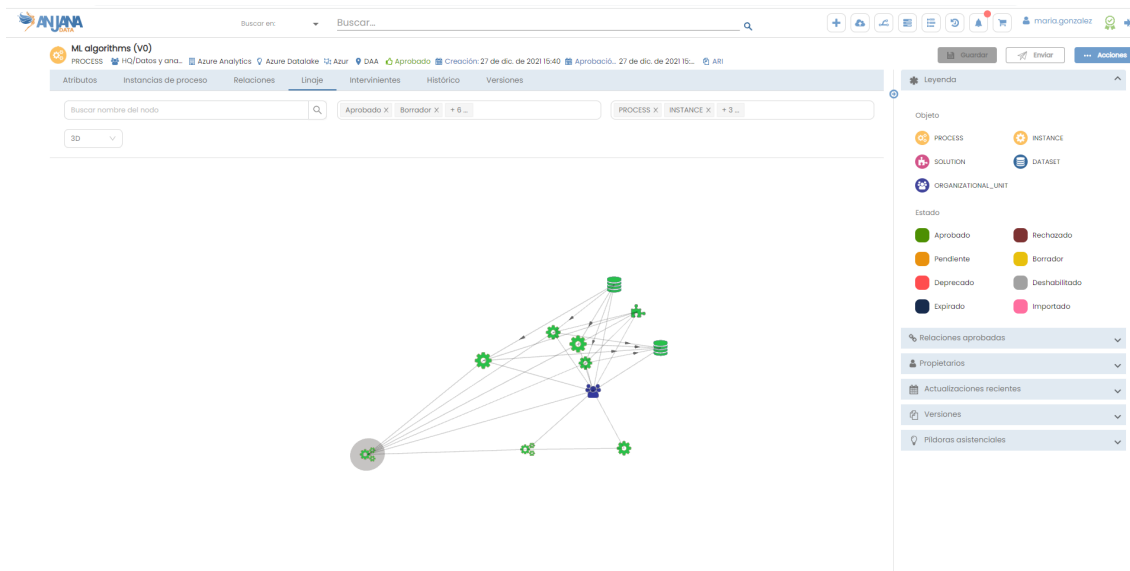 ANJANA
DATA
Buscar en:
Buscar...
maria.gonzalez
ML algorithms (V0)
PROCESS HQ/Datos y ana... Azure Analytics Azure Datalake Azur DAA Aprobado Creación: 27 de dic. de 2021 15:40 Aprobació... 27 de dic. de 2021 15:... ARI
Guardar
Enviar
... Acciones
Atributos Instancias de proceso Relaciones Linaje Intervinientes Histórico Versiones
Buscar nombre del nodo
Aprobado X Borrador X + 6 ...
PROCESS X INSTANCE X + 3 ...
3D
Leyenda
Objeto
PROCESS INSTANCE
SOLUTION DATASET
ORGANIZATIONAL_UNIT
Estado
Aprobado Rechazado
Pendiente Borrador
Deprecado Deshabilitado
Expirado Importado
Relaciones aprobadas
Propietarios
Actualizaciones recientes
Versiones
Píldoras asistenciales